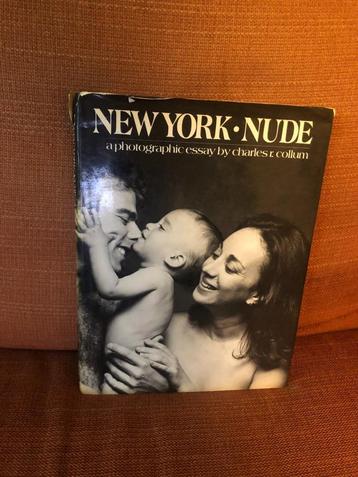 NEW YORK • NUDE
a photographic essay by charles r. collum